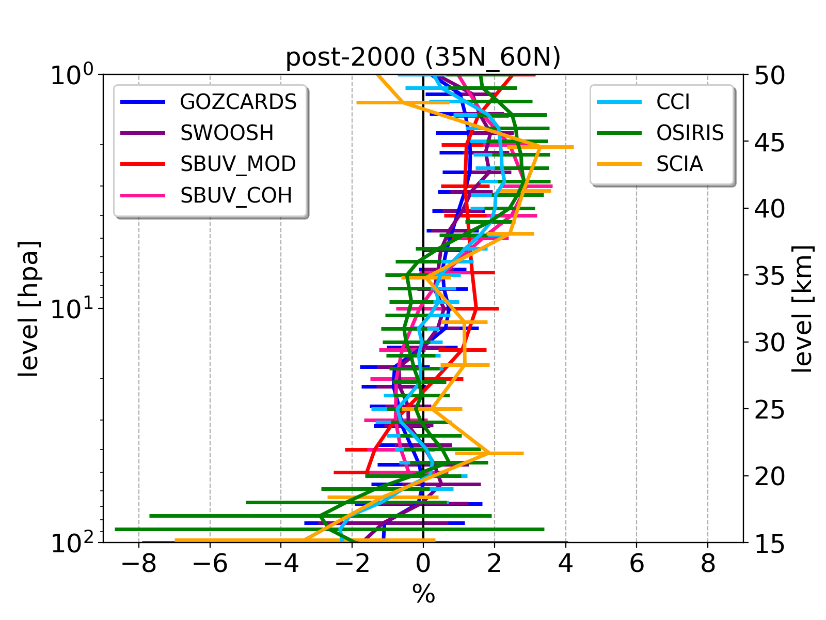 post-2000 (35N_60N)
10⁰
10¹
10²
level [hpa]
GOZCARDS
SWOOSH
SBUV_MOD
SBUV_COH
CCI
OSIRIS
SCIA
50
45
40
35
30
25
20
15
level [km]
−8 −6 −4 −2 0 2 4 6 8
%